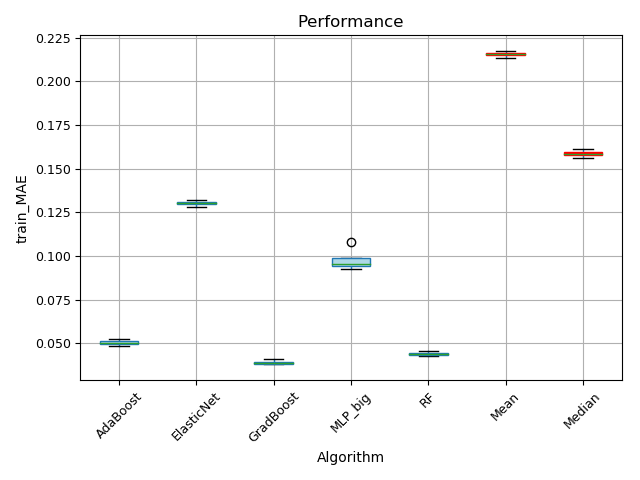 Performance
train_MAE
0.225
0.200
0.175
0.150
0.125
0.100
0.075
0.050
AdaBoost
ElasticNet
GradBoost
MLP_big
RF
Mean
Median
Algorithm